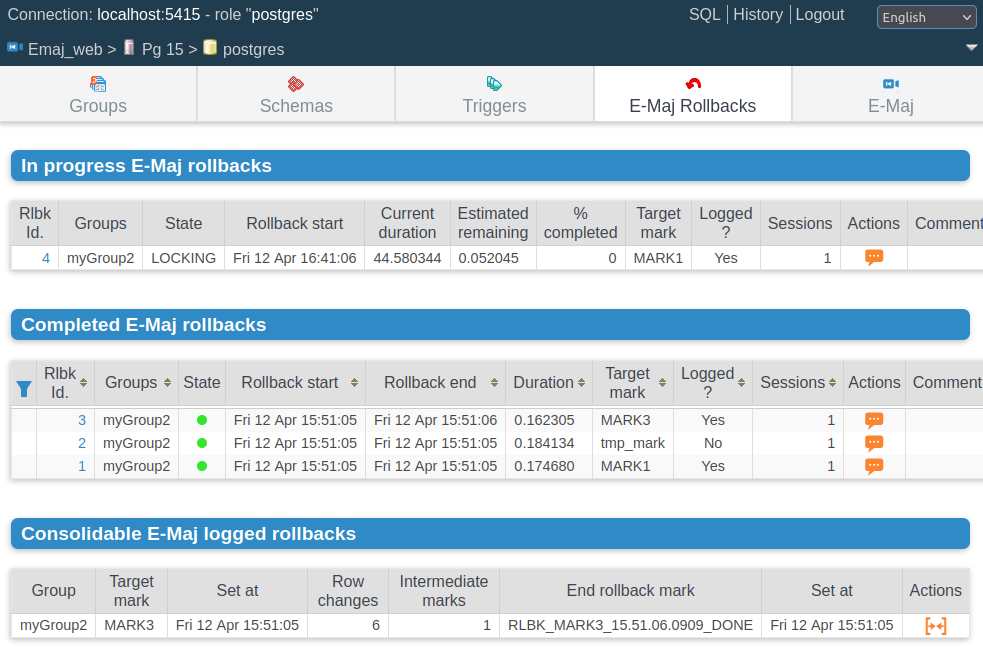 Connection: localhost:5415 - role "postgres"
SQL History Logout English
Emaj_web > Pg 15 > postgres
Groups Schemas Triggers E-Maj Rollbacks E-Maj
In progress E-Maj rollbacks
Rlbk Id. Groups State Rollback start Current duration Estimated remaining % completed Target mark Logged ? Sessions Actions Comment
4 myGroup2 LOCKING Fri 12 Apr 16:41:06 44.580344 0.052045 0 MARK1 Yes 1
Completed E-Maj rollbacks
Rlbk Id. Groups State Rollback start Rollback end Duration Target mark Logged ? Sessions Actions Comment
3 myGroup2 Fri 12 Apr 15:51:05 Fri 12 Apr 15:51:06 0.162305 MARK3 Yes 1
2 myGroup2 Fri 12 Apr 15:51:05 Fri 12 Apr 15:51:05 0.184134 tmp_mark No 1
1 myGroup2 Fri 12 Apr 15:51:05 Fri 12 Apr 15:51:05 0.174680 MARK1 Yes 1
Consolidable E-Maj logged rollbacks
Group Target mark Set at Row changes Intermediate marks End rollback mark Set at Actions
myGroup2 MARK3 Fri 12 Apr 15:51:05 6 1 RLBK_MARK3_15.51.06.0909_DONE Fri 12 Apr 15:51:05